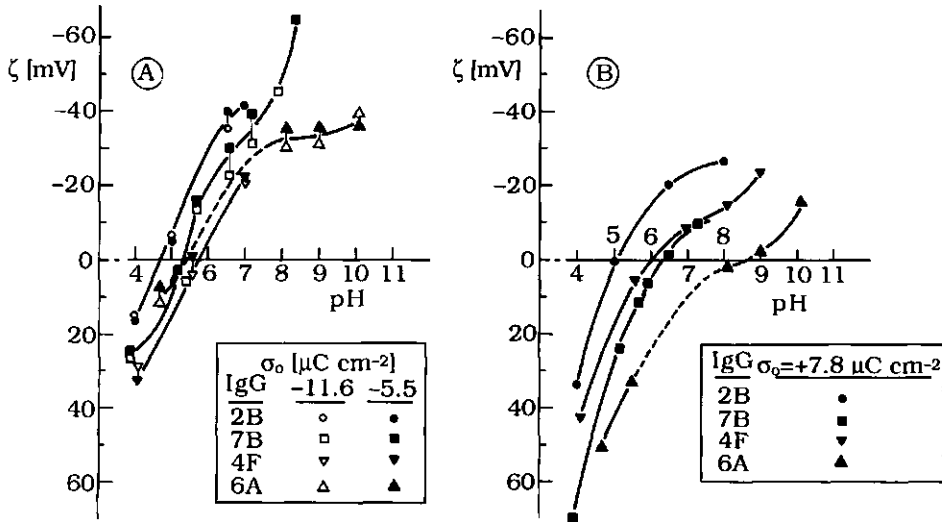 -60
ζ [mV]
A
-40
-20
0
4 5 6 7 8 9 10 11
pH
20
40
60
σo [μC cm-2]
IgG -11.6 -5.5
2B
7B
4F
6A
-60
ζ [mV]
B
-40
-20
5 6 8
0
4 7 9 10 11
pH
20
40
60
IgG σo=+7.8 μC cm-2
2B
7B
4F
6A